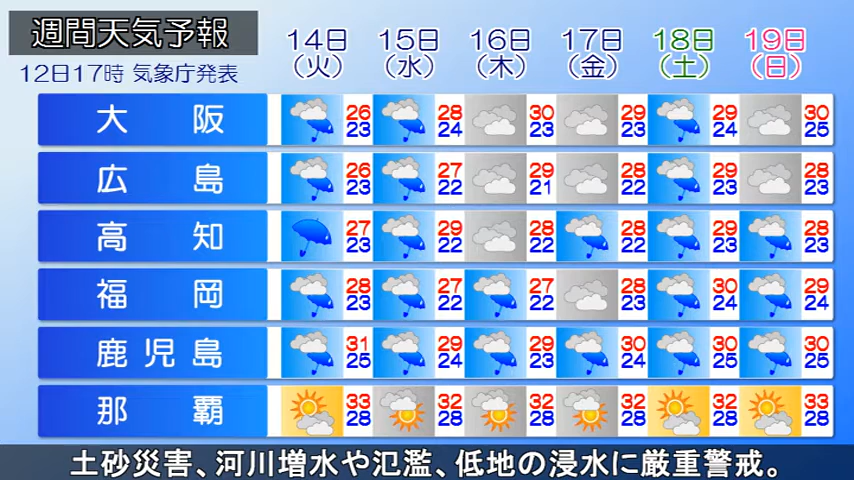 週間天気予報
12日17時 気象庁発表
14日 15日 16日 17日 18日 19日
(火) (水) (木) (金) (土) (日)
大阪 26 23 28 24 30 23 29 23 29 24 30 25
広島 26 23 27 22 29 21 28 22 29 23 28 23
高知 27 23 29 22 28 22 28 22 29 23 28 23
福岡 28 23 27 22 27 22 28 23 30 24 29 24
鹿児島 31 25 29 24 29 23 30 24 30 25 30 25
那覇 33 28 32 28 32 28 32 28 32 28 33 28
土砂災害、河川増水や氾濫、低地の浸水に厳重警戒。